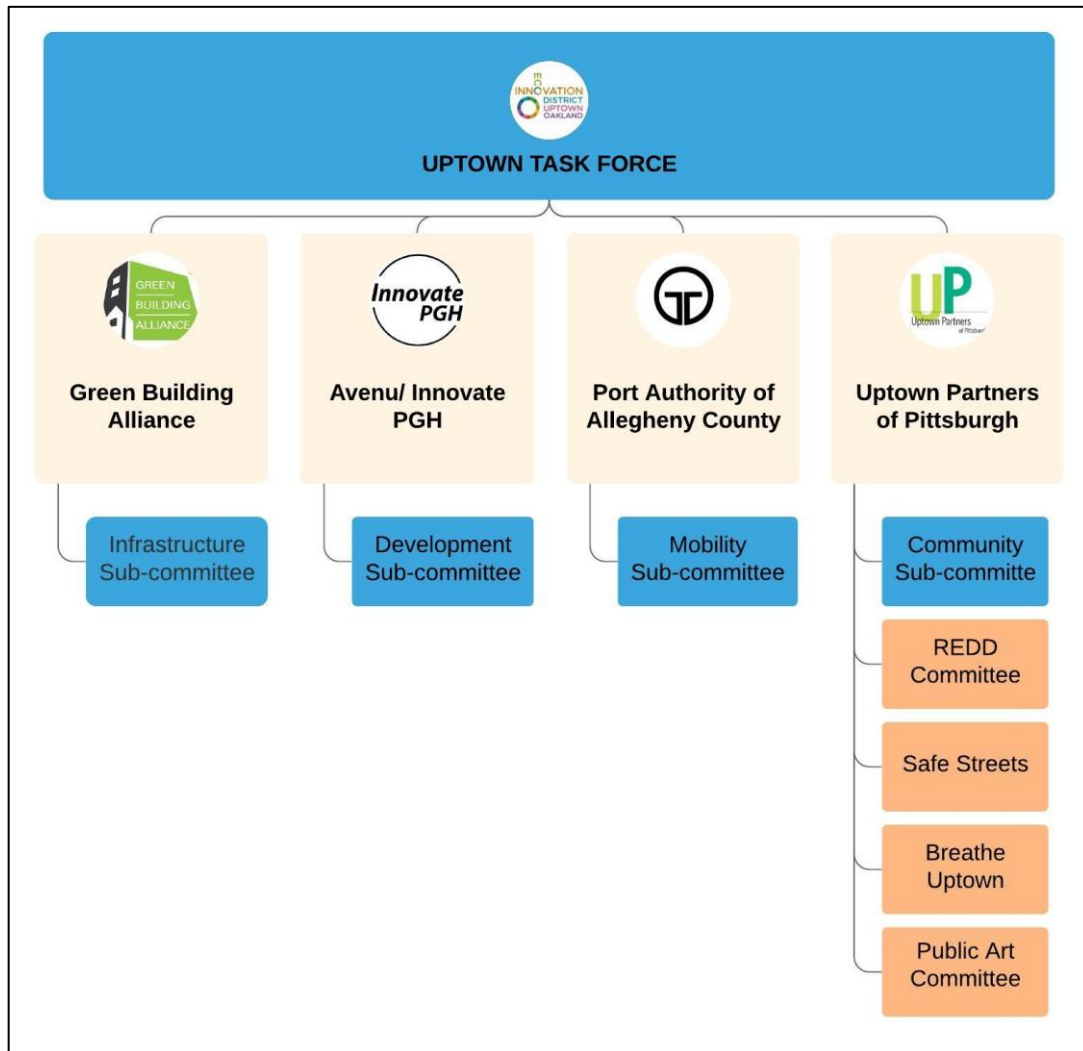 ECO
INNOVATION
DISTRICT
UPTOWN
OAKLAND
UPTOWN TASK FORCE
GREEN
BUILDING
ALLIANCE
Green Building
Alliance
Innovate
PGH
Avenu/ Innovate
PGH
Port Authority of
Allegheny County
UP
Uptown Partners
of Pittsburgh
Uptown Partners
of Pittsburgh
Infrastructure
Sub-committee
Development
Sub-committee
Mobility
Sub-committee
Community
Sub-committe
REDD
Committee
Safe Streets
Breathe
Uptown
Public Art
Committee